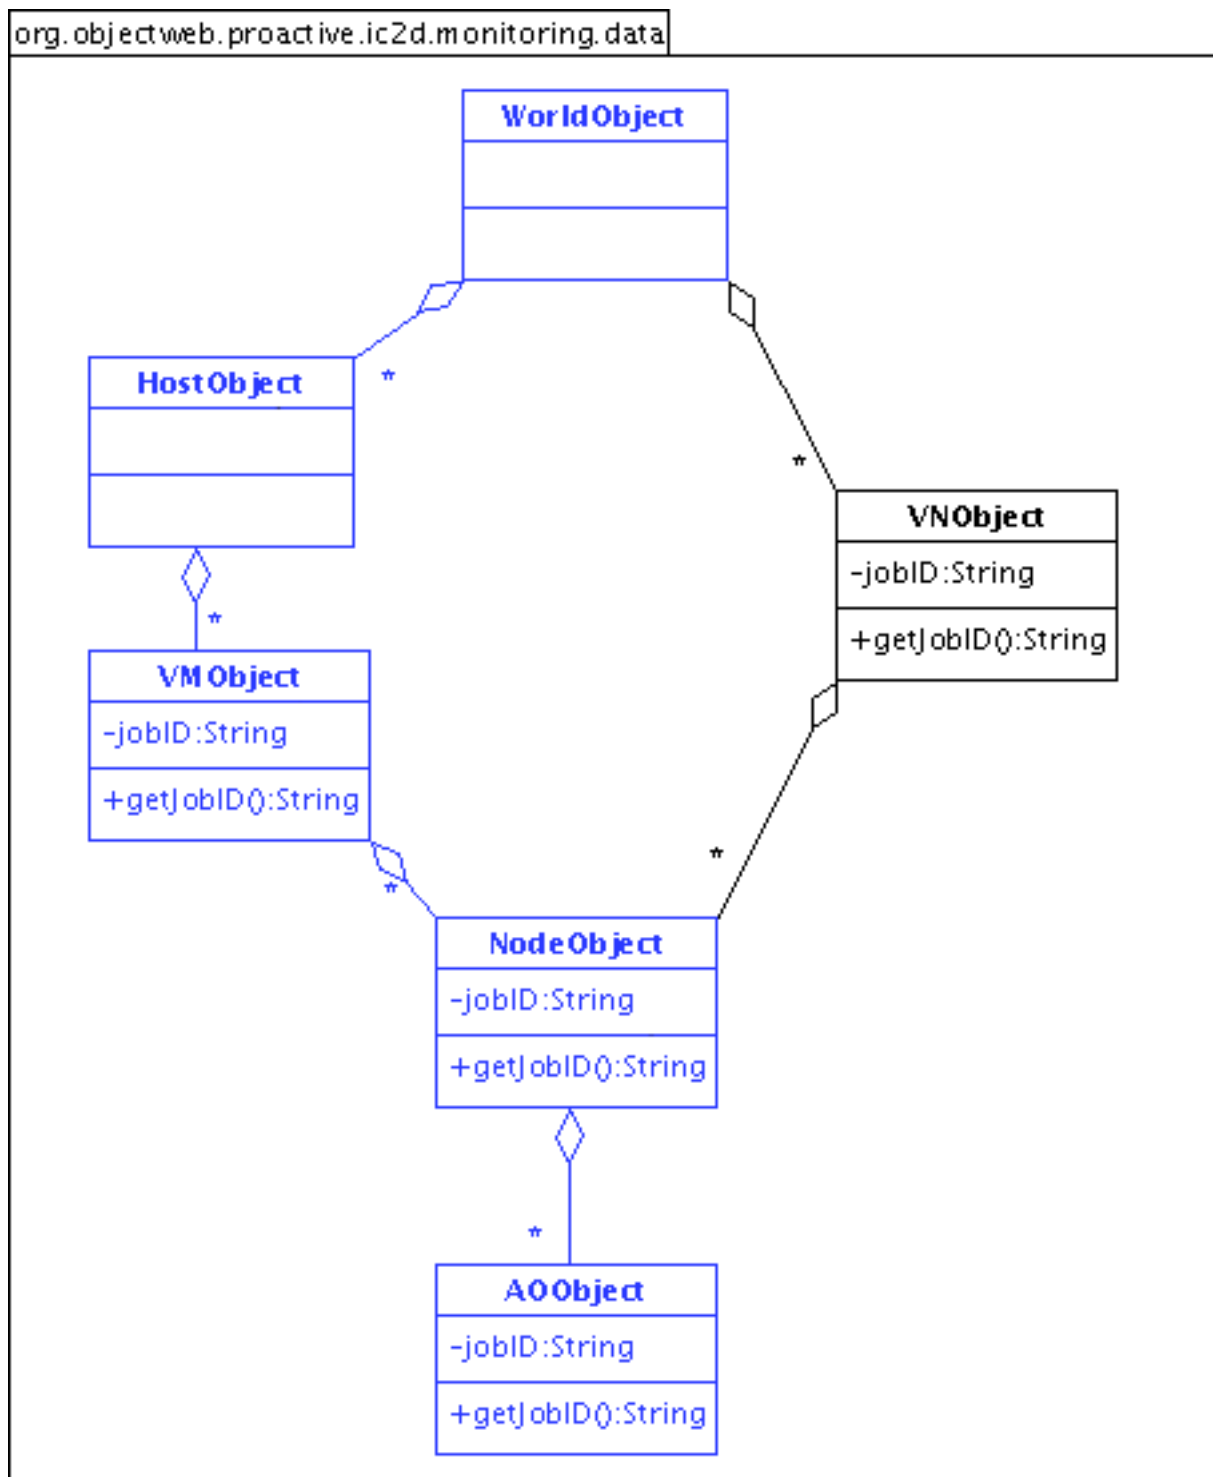 org.objectweb.proactive.ic2d.monitoring.data
WorldObject
*
HostObject
*
*
VNObject
-jobID:String
+getJobID():String
VMObject
-jobID:String
+getJobID():String
*
*
NodeObject
-jobID:String
+getJobID():String
*
AOObject
-jobID:String
+getJobID():String